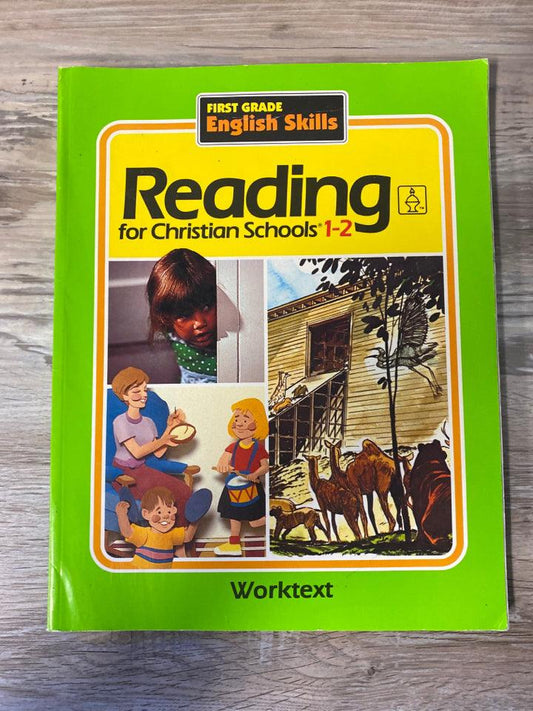 FIRST GRADE
English Skills
Reading
for Christian Schools® 1-2
Worktext